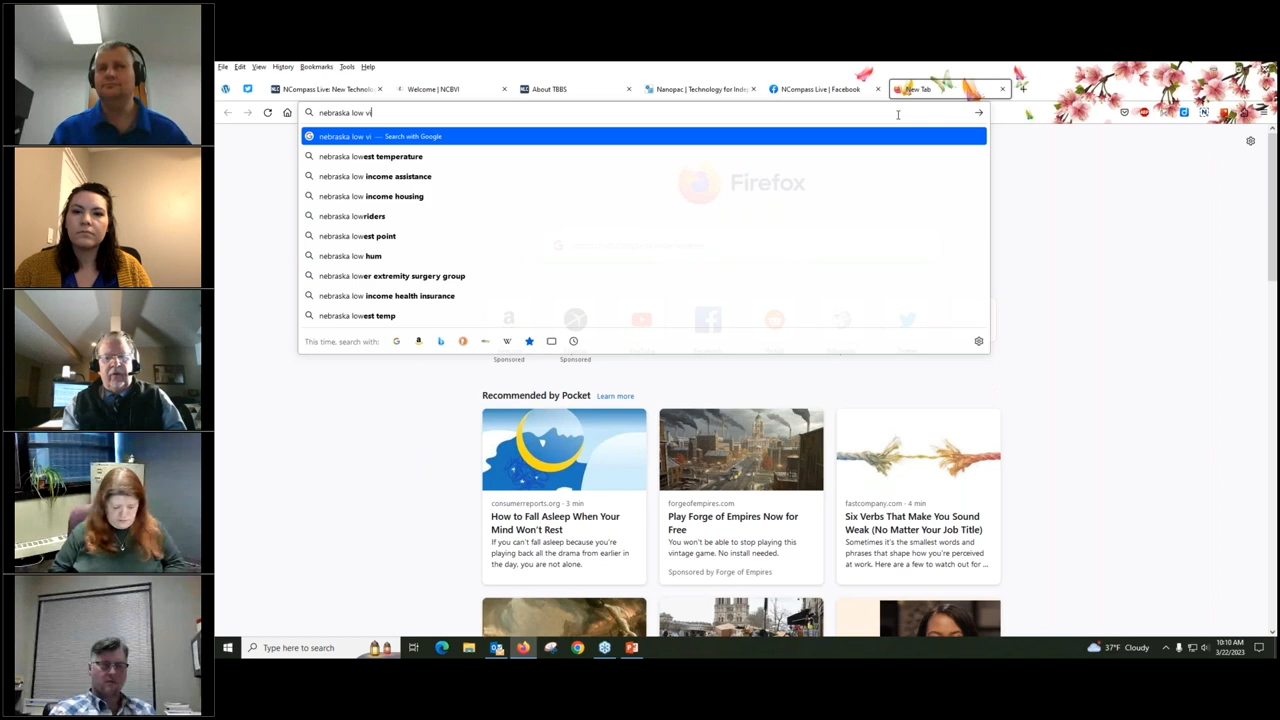 File Edit View History Bookmarks Tools Help
NCompass Live: New Technolo
Welcome | NCBVI
About TBBS
Nanopac | Technology for Inde
NCompass Live | Facebook
New Tab
nebraska low vi
nebraska low vi — Search with Google
nebraska lowest temperature
nebraska low income assistance
nebraska low income housing
nebraska lowriders
nebraska lowest point
nebraska low hum
nebraska lower extremity surgery group
nebraska low income health insurance
nebraska lowest temp
Firefox
This time, search with:
Sponsored Sponsored
Recommended by Pocket Learn more
consumerreports.org · 3 min
How to Fall Asleep When Your
Mind Won't Rest
If you can't fall asleep because you're
playing back all the drama from earlier in
the day, you are not alone.
forgeofempires.com
Play Forge of Empires Now for
Free
You won't be able to stop playing this
vintage game. No install needed.
Sponsored by Forge of Empires
fastcompany.com · 4 min
Six Verbs That Make You Sound
Weak (No Matter Your Job Title)
Sometimes it's the smallest words and
phrases that shape how you're perceived
at work. Here are a few to watch out for ...
Type here to search
37°F Cloudy
10:10 AM
3/22/2023